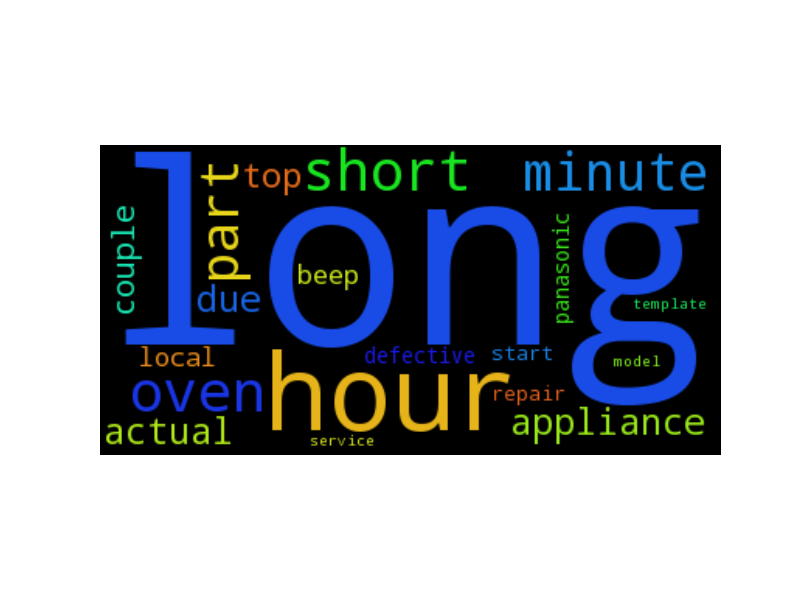 top short minute
part
couple
long
beep
panasonic
due
template
local defective start
model
oven hour
repair
actual appliance
service